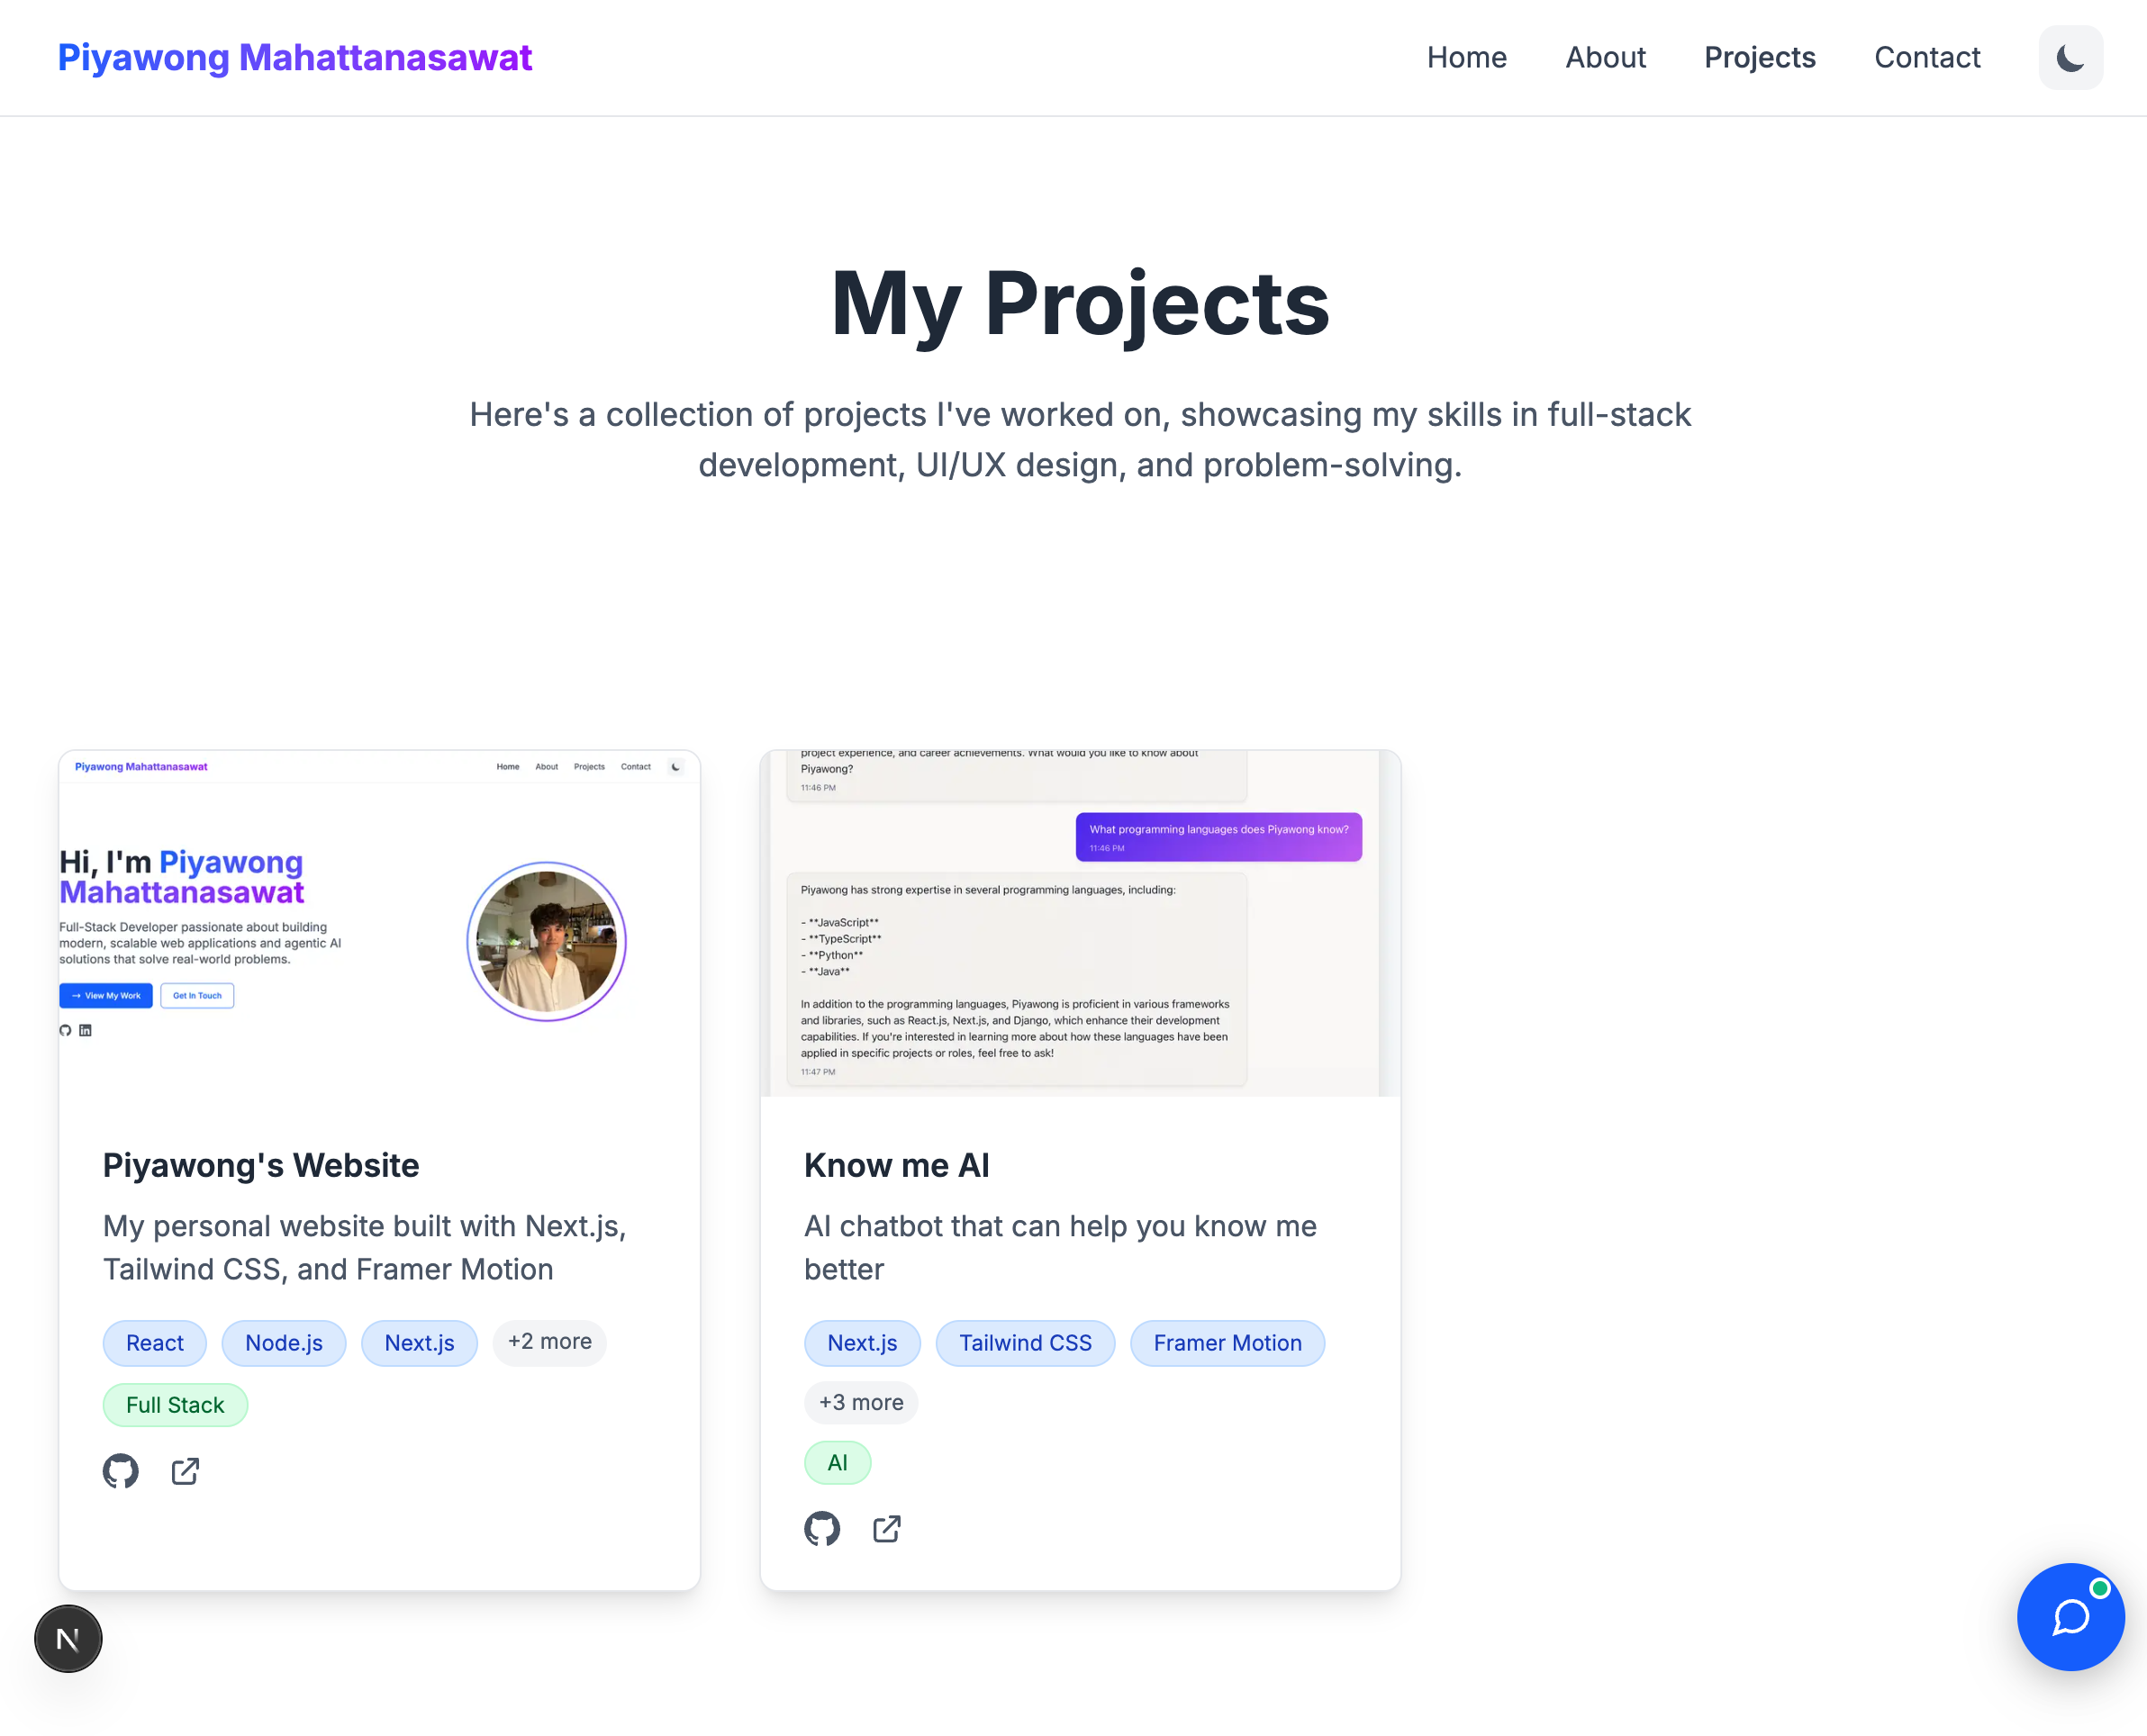 Piyawong Mahattanasawat
Home About Projects Contact
My Projects
Here's a collection of projects I've worked on, showcasing my skills in full-stack
development, UI/UX design, and problem-solving.
Piyawong Mahattanasawat
Home About Projects Contact
Hi, I'm Piyawong
Mahattanasawat
Full-Stack Developer passionate about building
modern, scalable web applications and agentic AI
solutions that solve real-world problems.
→ View My Work Get In Touch
Piyawong's Website
My personal website built with Next.js,
Tailwind CSS, and Framer Motion
React Node.js Next.js +2 more
Full Stack
project experience, and career achievements. What would you like to know about
Piyawong?
11:46 PM
What programming languages does Piyawong know?
11:46 PM
Piyawong has strong expertise in several programming languages, including:
- **JavaScript**
- **TypeScript**
- **Python**
- **Java**
In addition to the programming languages, Piyawong is proficient in various frameworks
and libraries, such as React.js, Next.js, and Django, which enhance their development
capabilities. If you're interested in learning more about how these languages have been
applied in specific projects or roles, feel free to ask!
11:47 PM
Know me AI
AI chatbot that can help you know me
better
Next.js Tailwind CSS Framer Motion
+3 more
AI
N